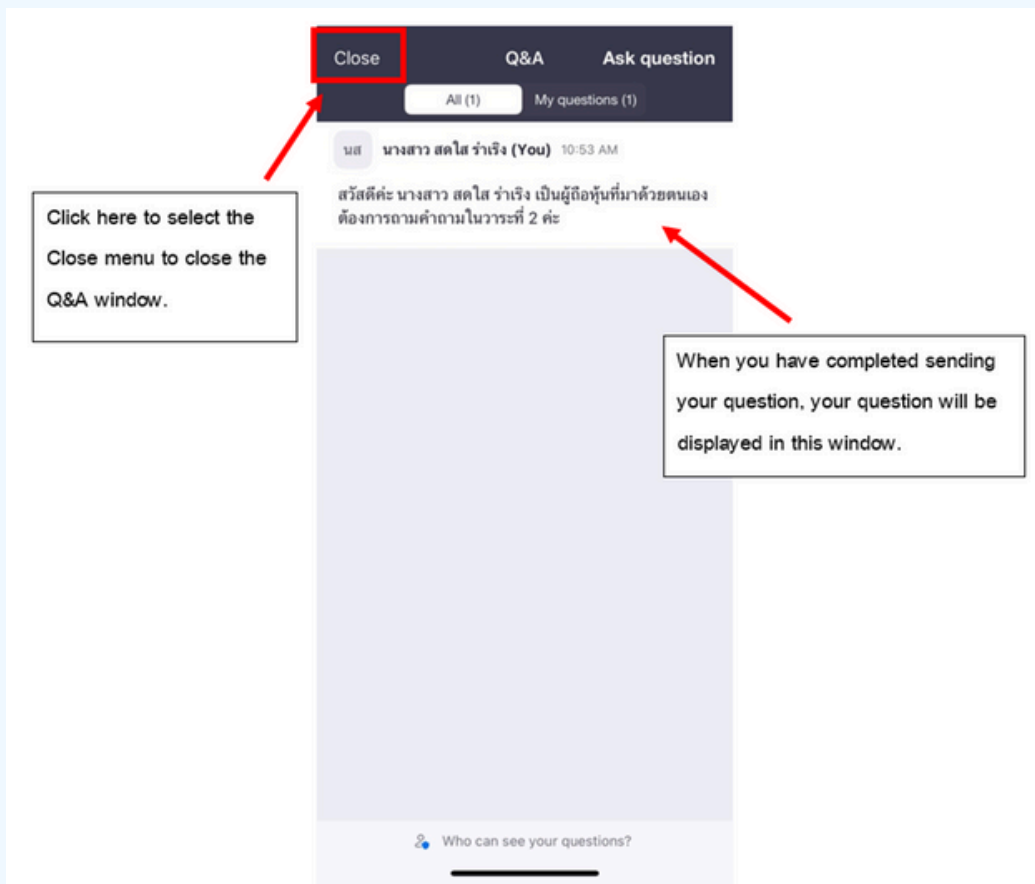 Close Q&A Ask question
All (1) My questions (1)
นส นางสาว สดใส ร่าเริง (You) 10:53 AM
สวัสดีค่ะ นางสาว สดใส ร่าเริง เป็นผู้ถือหุ้นที่มาด้วยตนเอง
ต้องการถามคำถามในวาระที่ 2 ค่ะ
Click here to select the
Close menu to close the
Q&A window.
When you have completed sending
your question, your question will be
displayed in this window.
Who can see your questions?